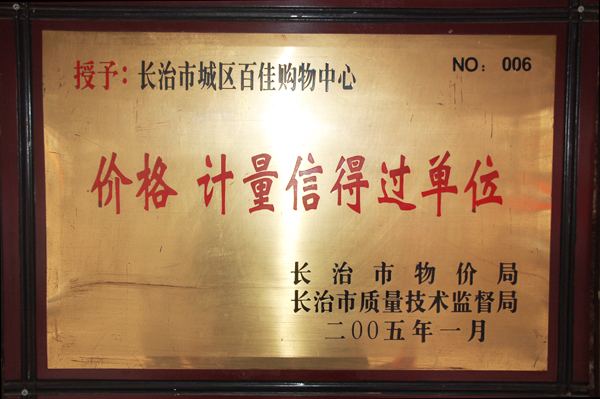 授予：长治市城区百佳购物中心 NO：006
价格 计量信得过单位
长治市物价局
长治市质量技术监督局
二00五年一月